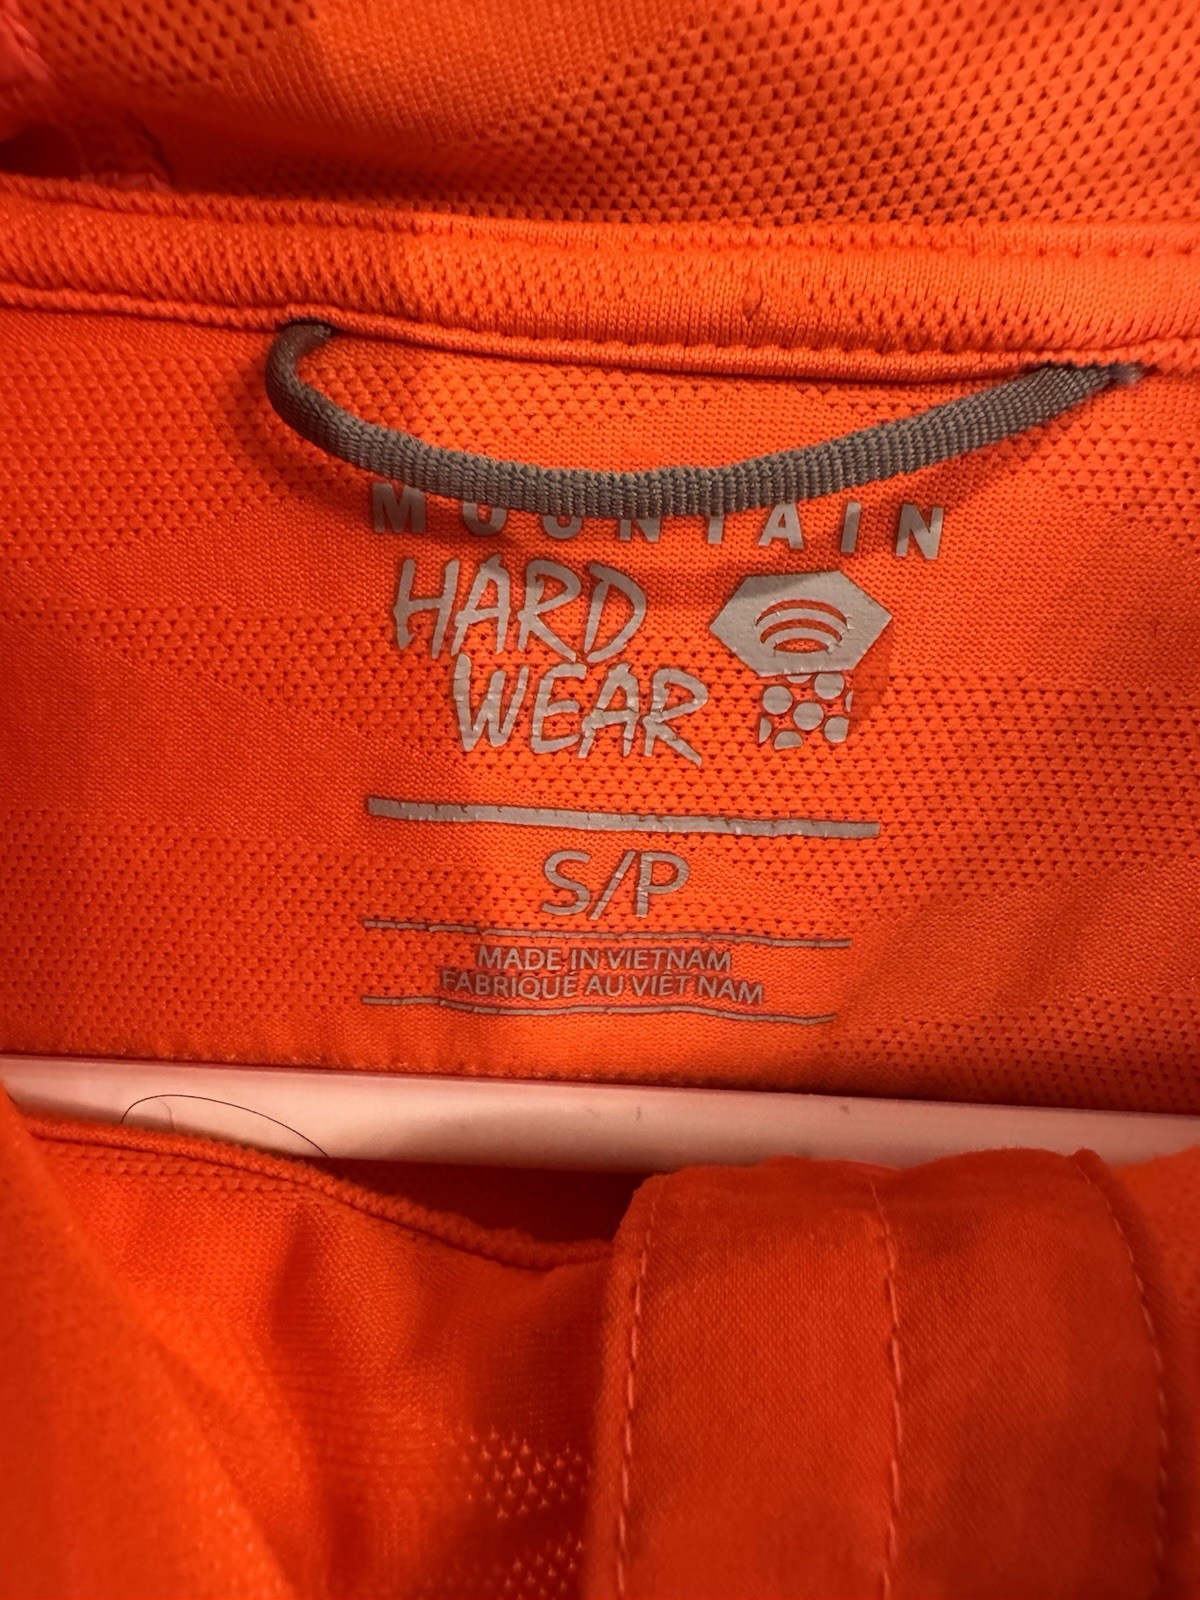 MOUNTAIN
HARD
WEAR
S/P
MADE IN VIETNAM
FABRIQUÉ AU VIÊT NAM